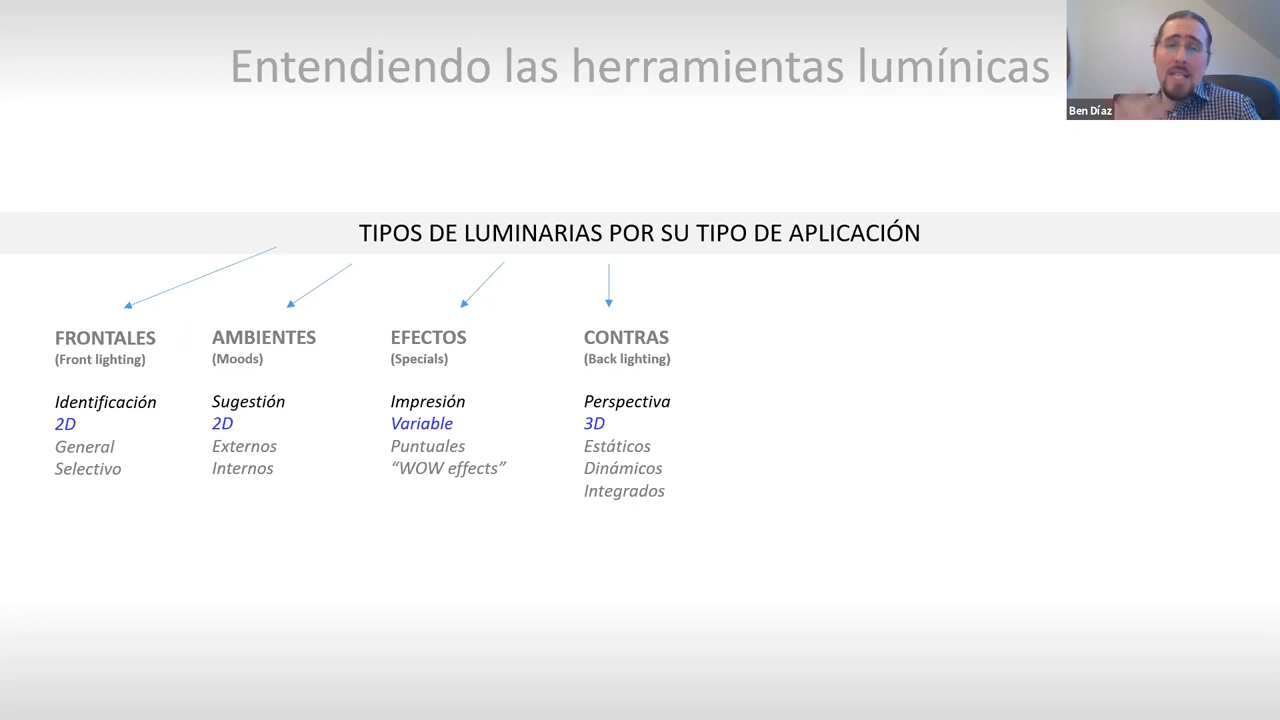 Entendiendo las herramientas lumínicas
Ben Díaz
TIPOS DE LUMINARIAS POR SU TIPO DE APLICACIÓN
FRONTALES
(Front lighting)
Identificación
2D
General
Selectivo
AMBIENTES
(Moods)
Sugestión
2D
Externos
Internos
EFECTOS
(Specials)
Impresión
Variable
Puntuales
“WOW effects”
CONTRAS
(Back lighting)
Perspectiva
3D
Estáticos
Dinámicos
Integrados